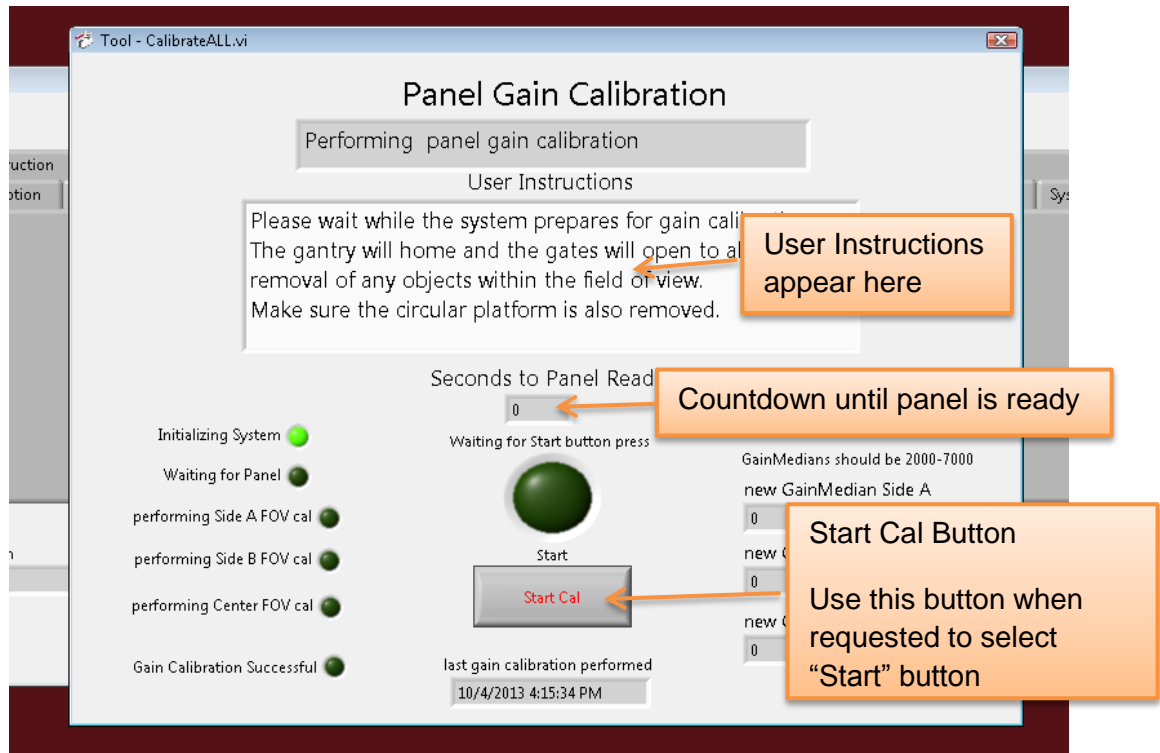 Tool - CalibrateALL.vi
Panel Gain Calibration
Performing panel gain calibration
User Instructions
Please wait while the system prepares for gain
The gantry will home and the gates will open to
removal of any objects within the field of view.
Make sure the circular platform is also removed.
User Instructions
appear here
Seconds to Panel
0
Countdown until panel is ready
Initializing System
Waiting for Panel
performing Side A FOV cal
performing Side B FOV cal
performing Center FOV cal
Gain Calibration Successful
Waiting for Start button press
Start
Start Cal
last gain calibration performed
10/4/2013 4:15:34 PM
GainMedians should be 2000-7000
new GainMedian Side A
0
new
0
new
0
Start Cal Button
Use this button when
requested to select
“Start” button